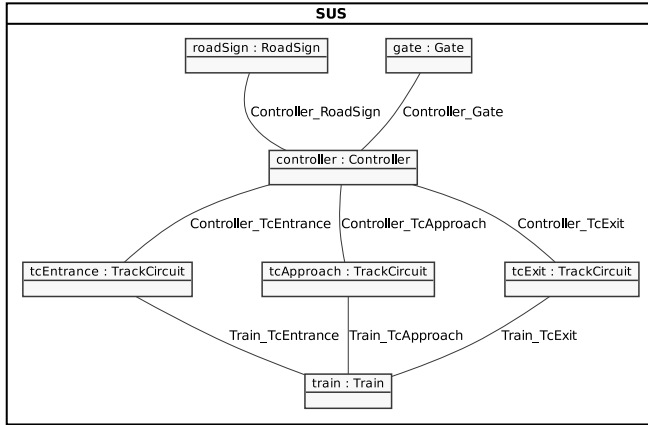 SUS
roadSign : RoadSign
gate : Gate
Controller_RoadSign
Controller_Gate
controller : Controller
Controller_TcEntrance
Controller_TcApproach
Controller_TcExit
tcEntrance : TrackCircuit
tcApproach : TrackCircuit
tcExit : TrackCircuit
Train_TcEntrance
Train_TcApproach
Train_TcExit
train : Train